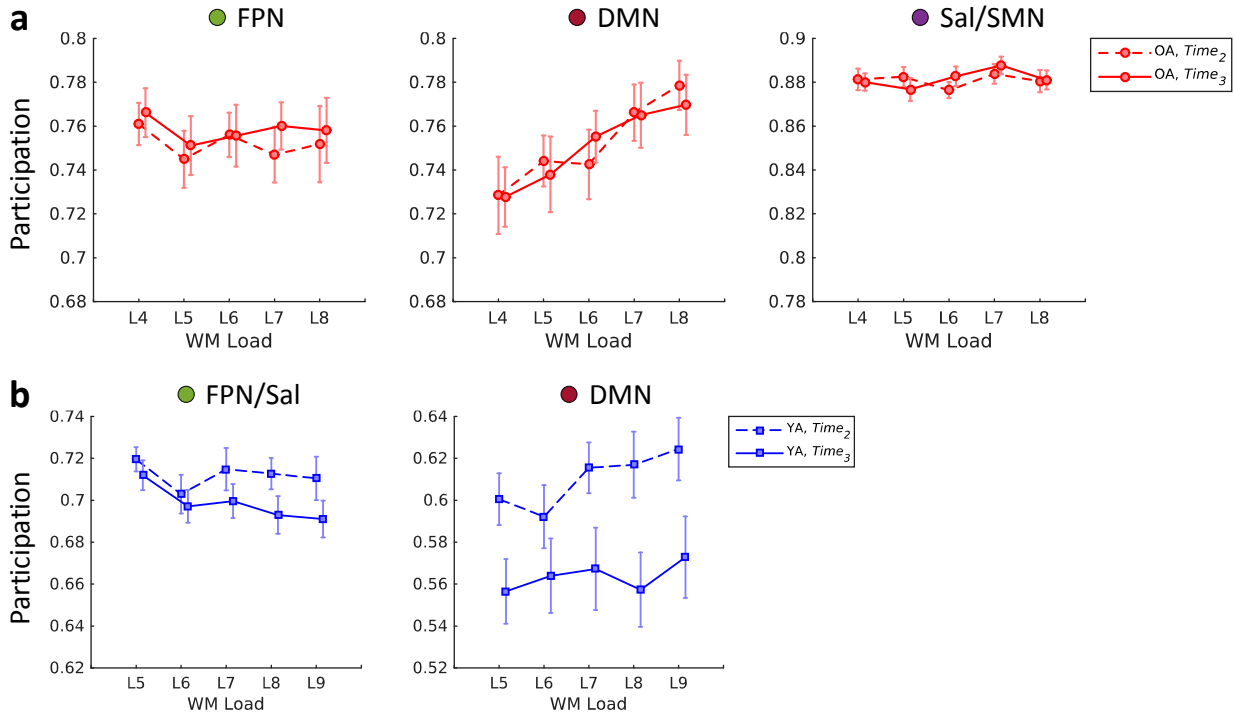 a
FPN
DMN
Sal/SMN
OA, Time2
OA, Time3
Participation
0.8
0.78
0.76
0.74
0.72
0.7
0.68
L4 L5 L6 L7 L8
WM Load
0.8
0.78
0.76
0.74
0.72
0.7
0.68
L4 L5 L6 L7 L8
WM Load
0.9
0.88
0.86
0.84
0.82
0.8
0.78
L4 L5 L6 L7 L8
WM Load
b
FPN/Sal
DMN
YA, Time2
YA, Time3
Participation
0.74
0.72
0.7
0.68
0.66
0.64
0.62
L5 L6 L7 L8 L9
WM Load
0.64
0.62
0.6
0.58
0.56
0.54
0.52
L5 L6 L7 L8 L9
WM Load